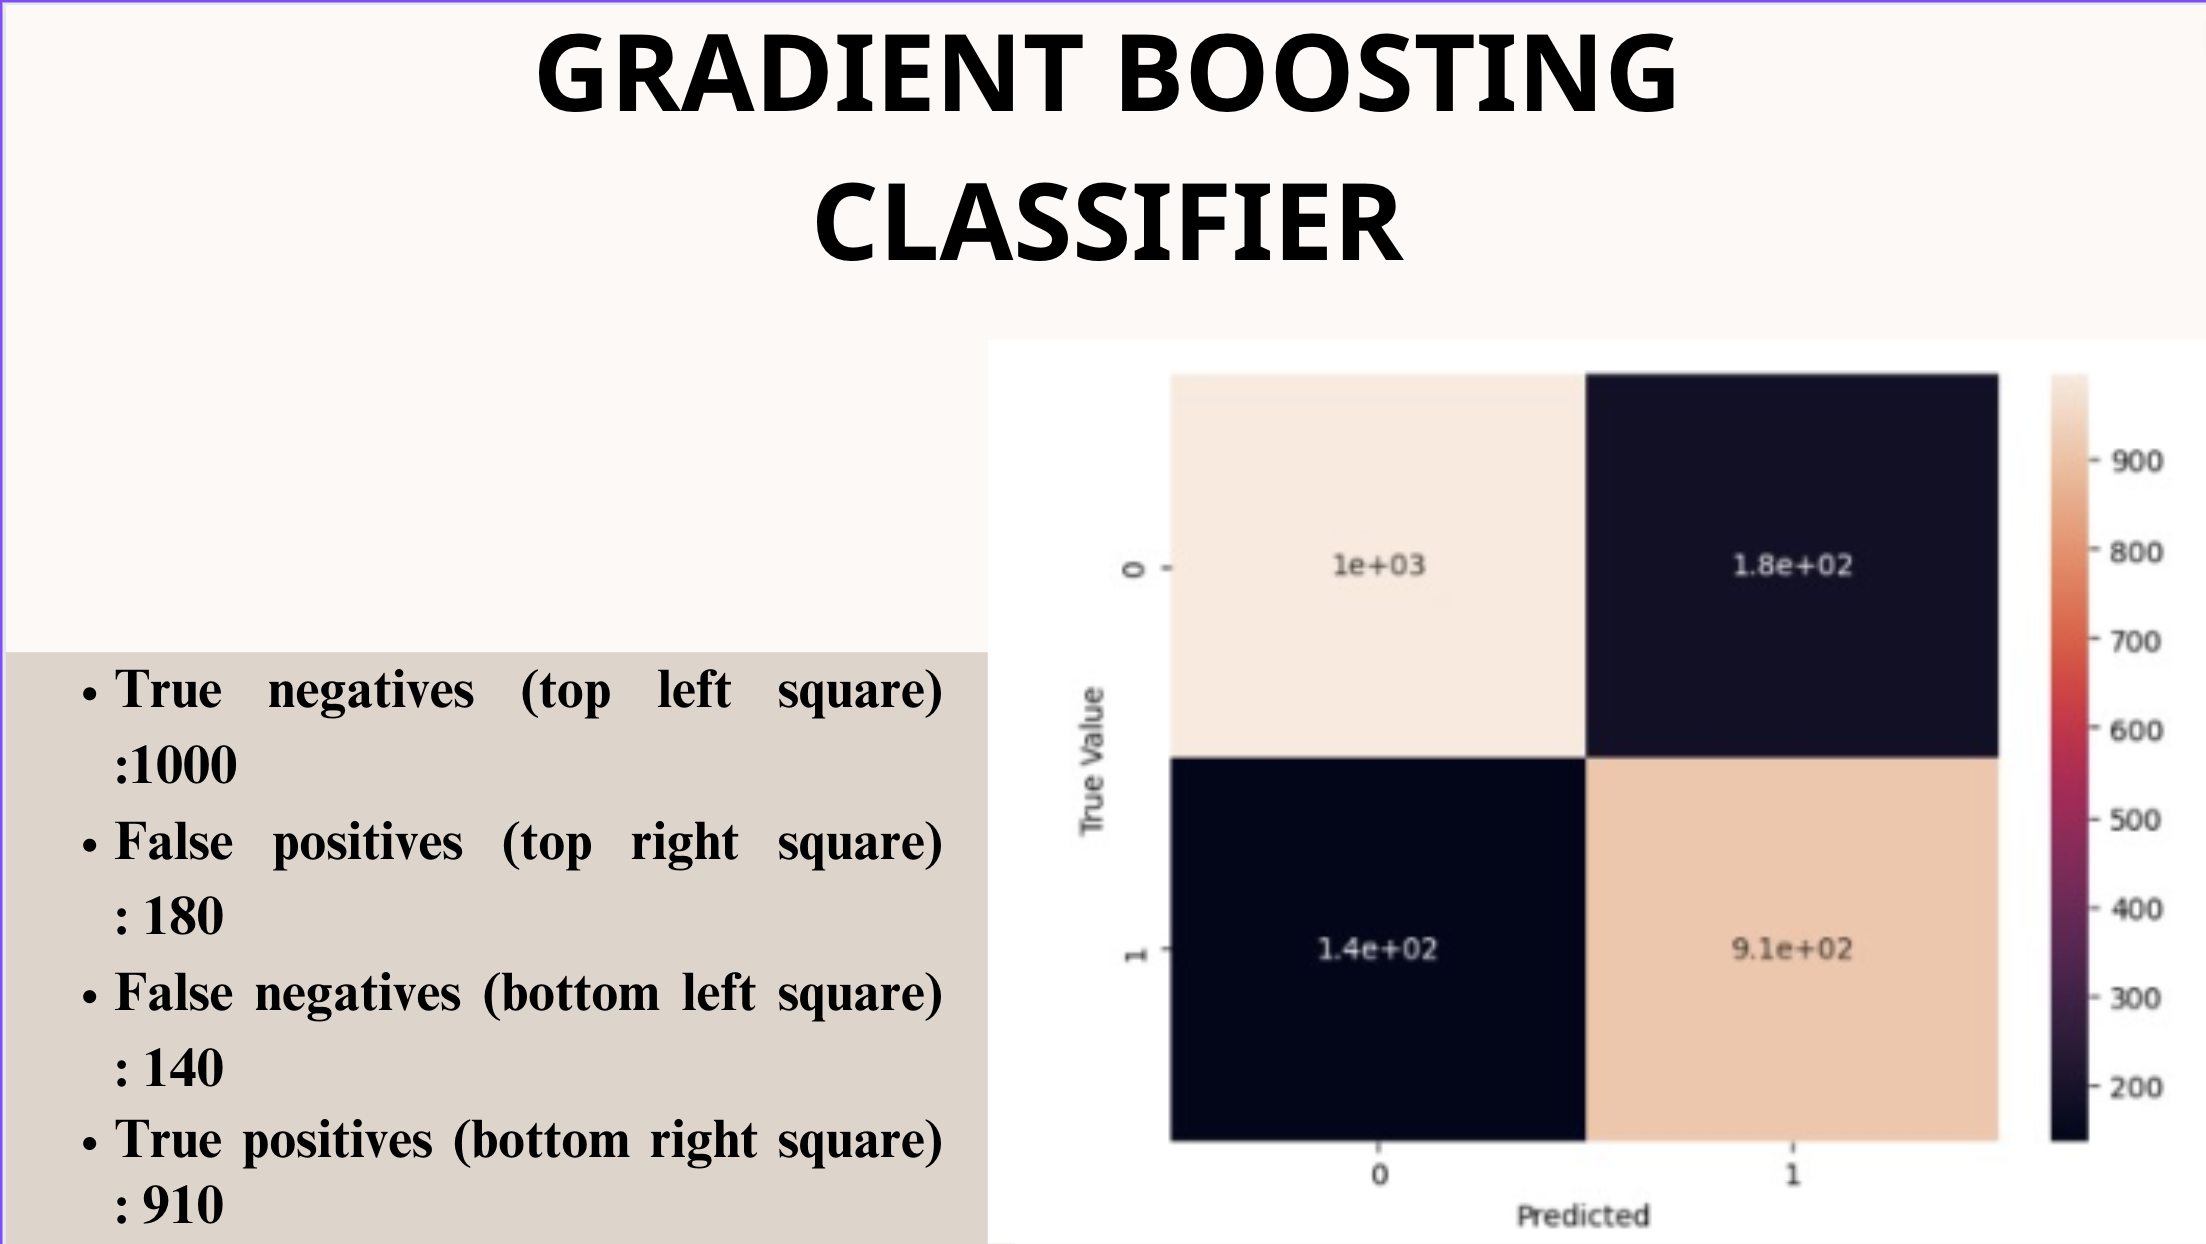 GRADIENT BOOSTING
CLASSIFIER
• True negatives (top left square)
:1000
• False positives (top right square)
: 180
• False negatives (bottom left square)
: 140
• True positives (bottom right square)
: 910
True Value
0
1
1e+03
1.8e+02
1.4e+02
9.1e+02
0
1
Predicted
900
800
700
600
500
400
300
200